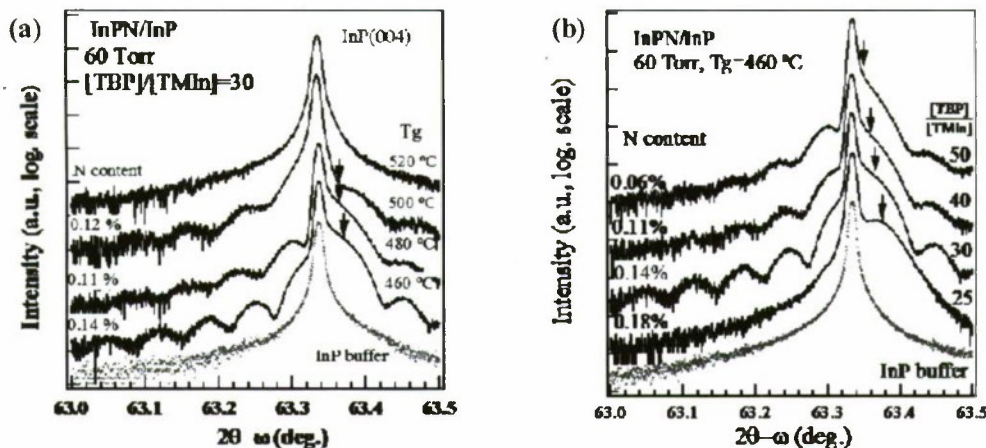 (a)
InPN/InP
60 Torr
[TBP]/[TMIn]=30
InP(004)
Tg
520 °C
N content
500 °C
0.12 %
480 °C
0.11 %
460 °C
0.14 %
InP buffer
Intensity (a.u., log. scale)
63.0 63.1 63.2 63.3 63.4 63.5
2θ-ω (deg.)
(b)
InPN/InP
60 Torr, Tg=460 °C
[TBP]
[TMIn]
N content
50
0.06%
40
0.11%
30
0.14%
25
0.18%
InP buffer
Intensity (a.u., log. scale)
63.0 63.1 63.2 63.3 63.4 63.5
2θ-ω (deg.)